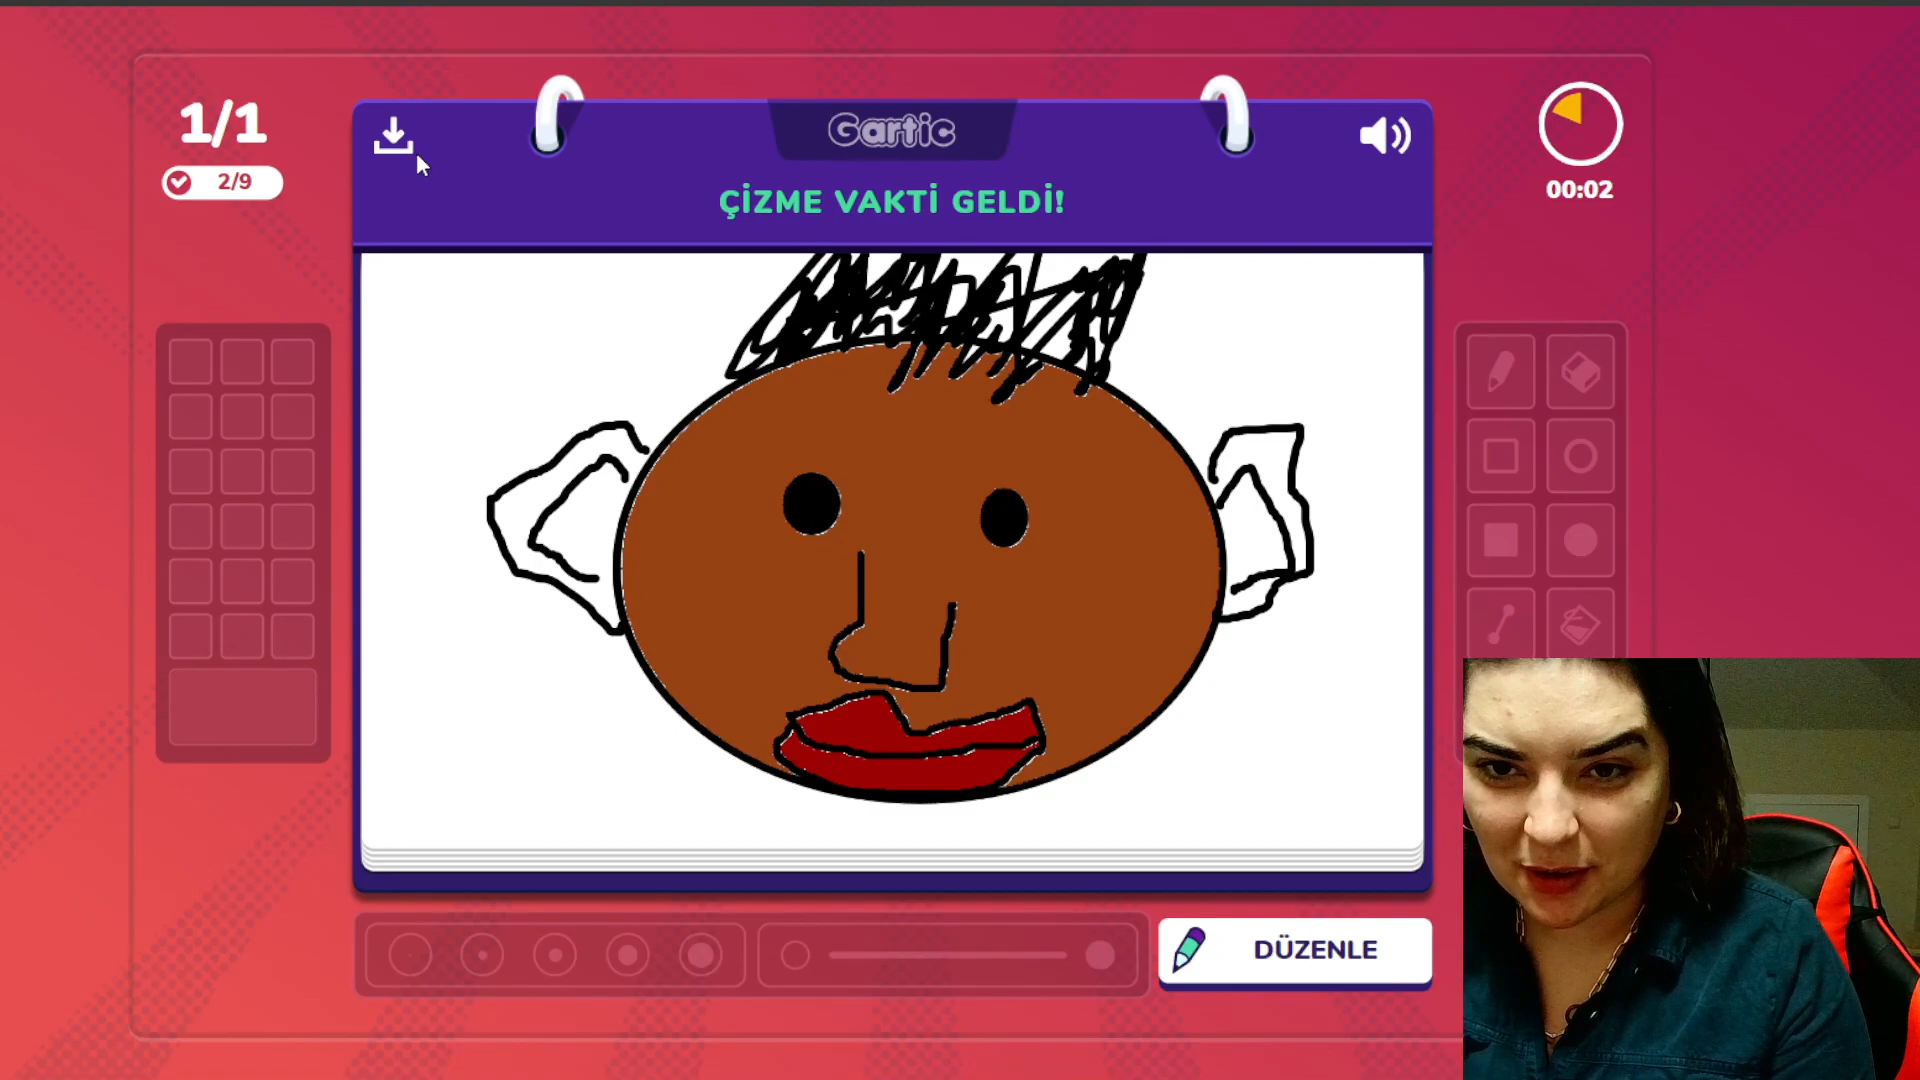 1/1
2/9
Gartic
ÇİZME VAKTİ GELDİ!
00:02
DÜZENLE